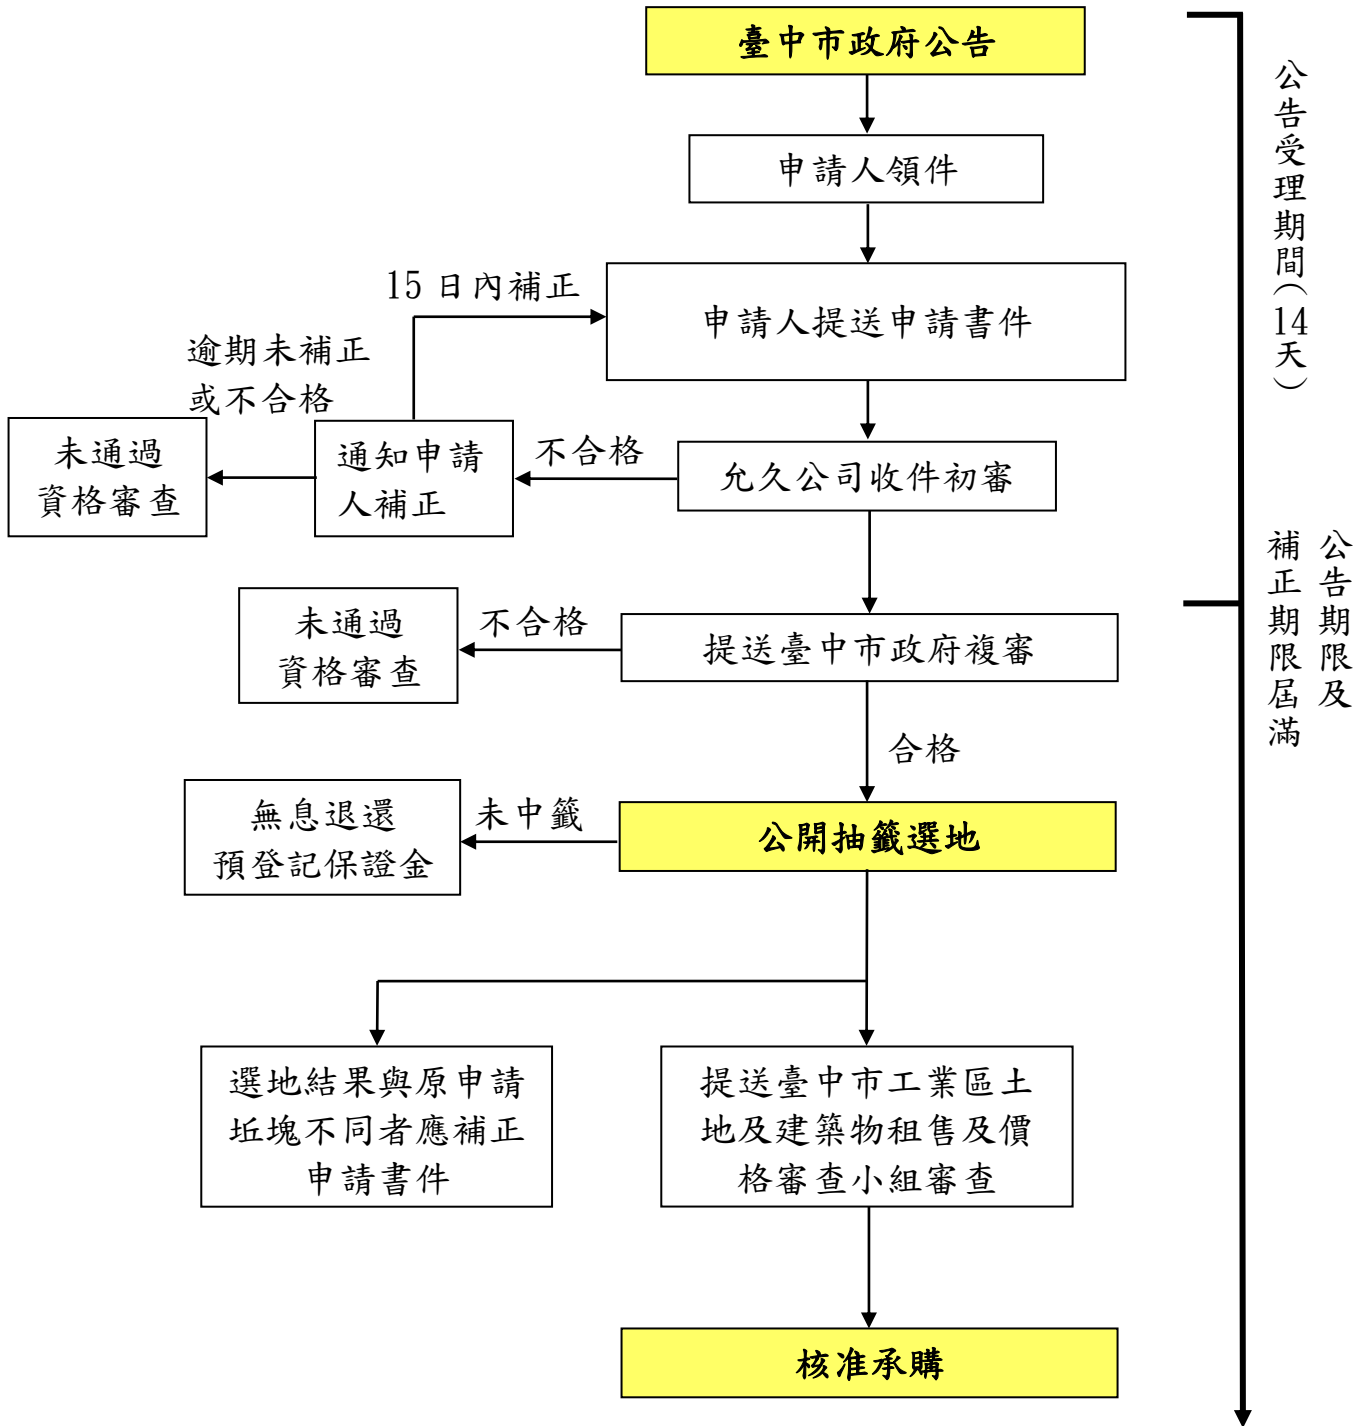 臺中市政府公告
申請人領件
15 日內補正
申請人提送申請書件
逾期未補正
或不合格
未通過
資格審查
通知申請
人補正
不合格
允久公司收件初審
未通過
資格審查
不合格
提送臺中市政府複審
合格
無息退還
預登記保證金
未中籤
公開抽籤選地
選地結果與原申請
坵塊不同者應補正
申請書件
提送臺中市工業區土
地及建築物租售及價
格審查小組審查
核准承購
公告受理期間(14天)
公告期限及
補正期限屆滿